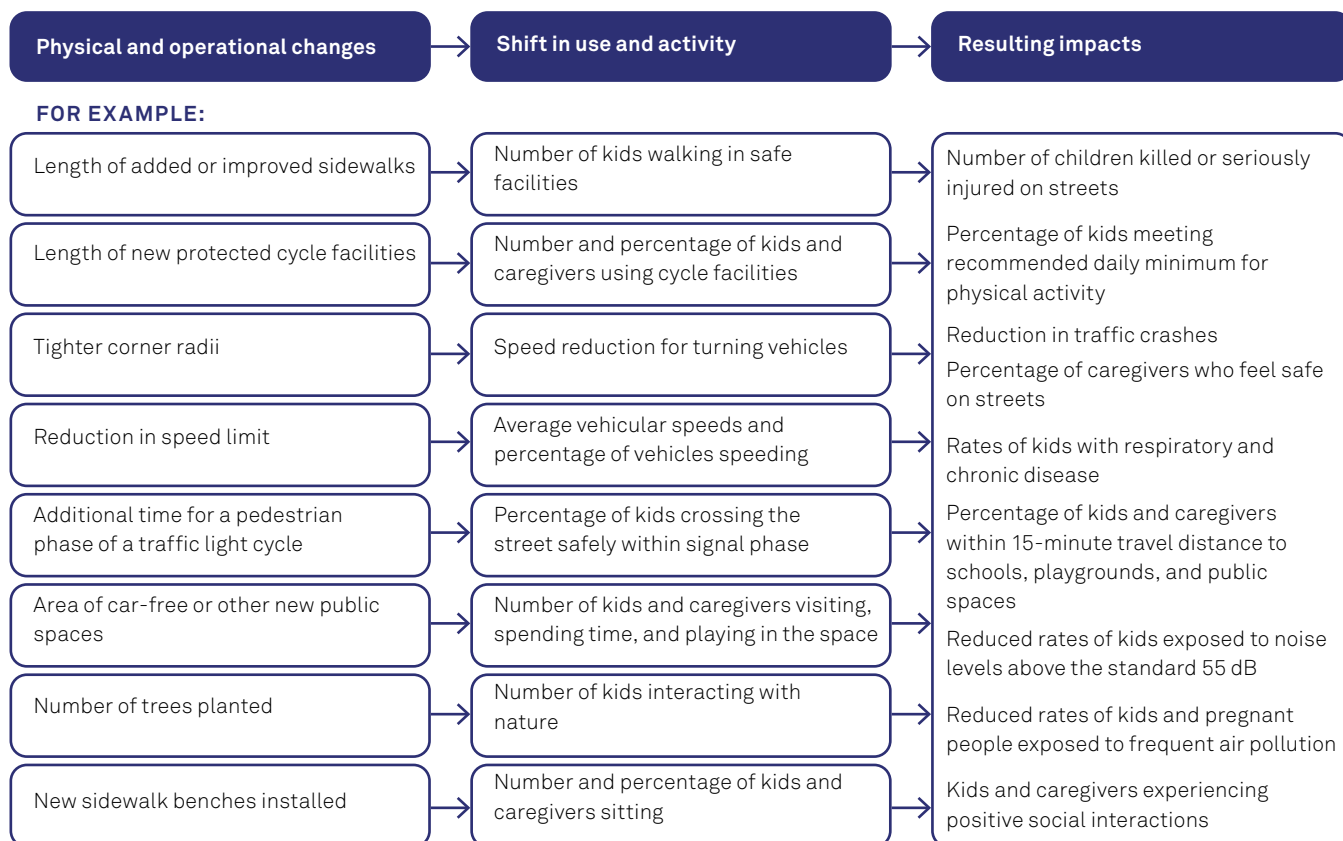 Physical and operational changes
Shift in use and activity
Resulting impacts
FOR EXAMPLE:
Length of added or improved sidewalks
Number of kids walking in safe
facilities
Length of new protected cycle facilities
Number and percentage of kids and
caregivers using cycle facilities
Tighter corner radii
Speed reduction for turning vehicles
Reduction in speed limit
Average vehicular speeds and
percentage of vehicles speeding
Additional time for a pedestrian
phase of a traffic light cycle
Percentage of kids crossing the
street safely within signal phase
Area of car-free or other new public
spaces
Number of kids and caregivers visiting,
spending time, and playing in the space
Number of trees planted
Number of kids interacting with
nature
New sidewalk benches installed
Number and percentage of kids and
caregivers sitting
Number of children killed or seriously
injured on streets
Percentage of kids meeting
recommended daily minimum for
physical activity
Reduction in traffic crashes
Percentage of caregivers who feel safe
on streets
Rates of kids with respiratory and
chronic disease
Percentage of kids and caregivers
within 15-minute travel distance to
schools, playgrounds, and public
spaces
Reduced rates of kids exposed to noise
levels above the standard 55 dB
Reduced rates of kids and pregnant
people exposed to frequent air pollution
Kids and caregivers experiencing
positive social interactions